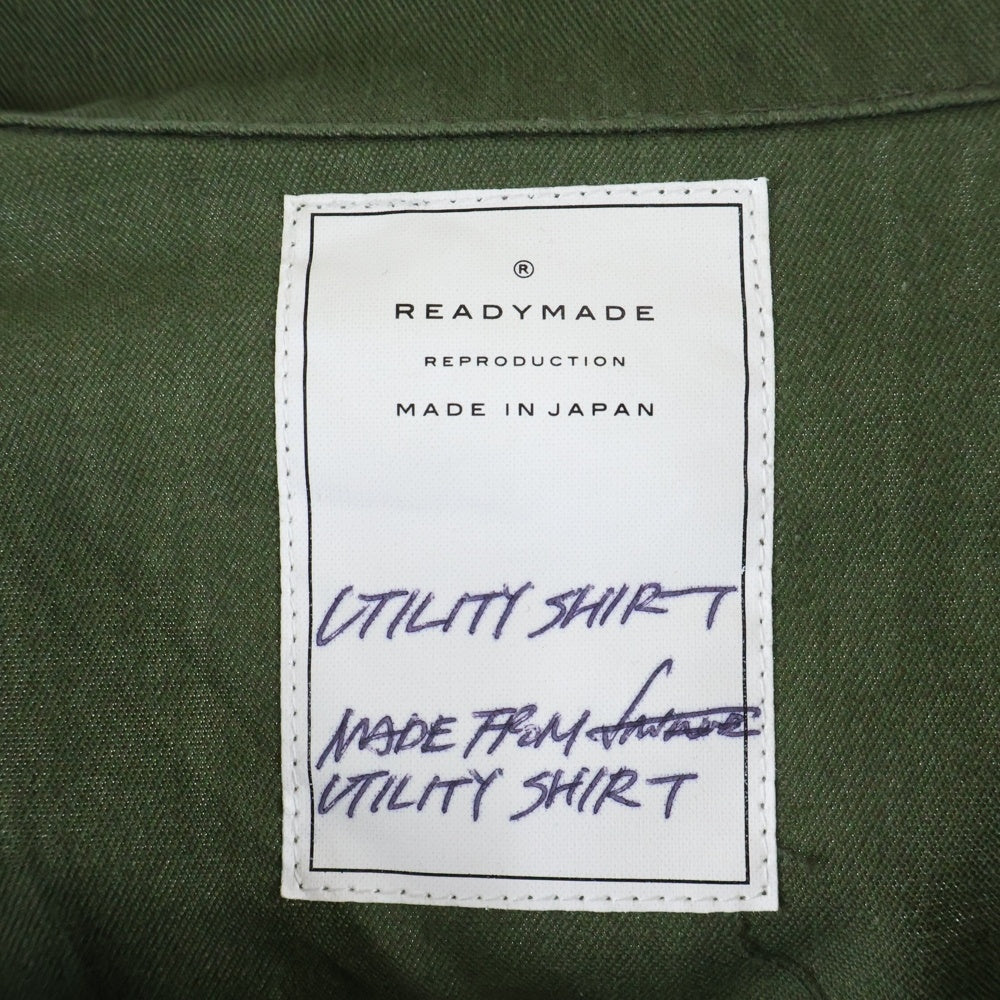 ®
READYMADE
REPRODUCTION
MADE IN JAPAN
UTILITY SHIRT
MADE FROM
UTILITY SHIRT